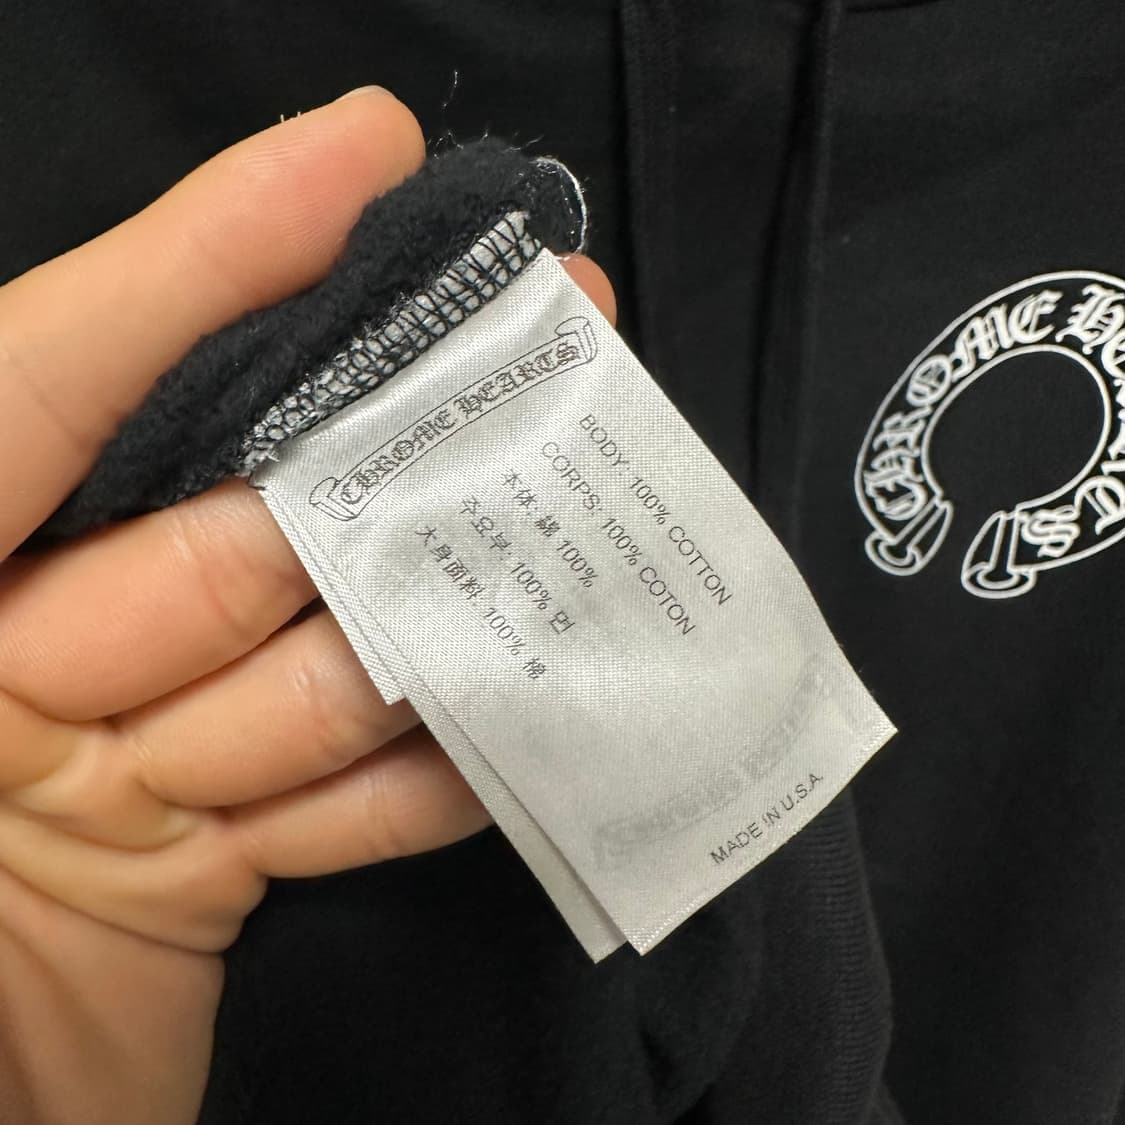 CHROME HEARTS
BODY: 100% COTTON
CORPS: 100% COTON
本体: 綿 100%
주요부: 100% 면
大身面料: 100% 棉
MADE IN U.S.A.
CHROME HEARTS